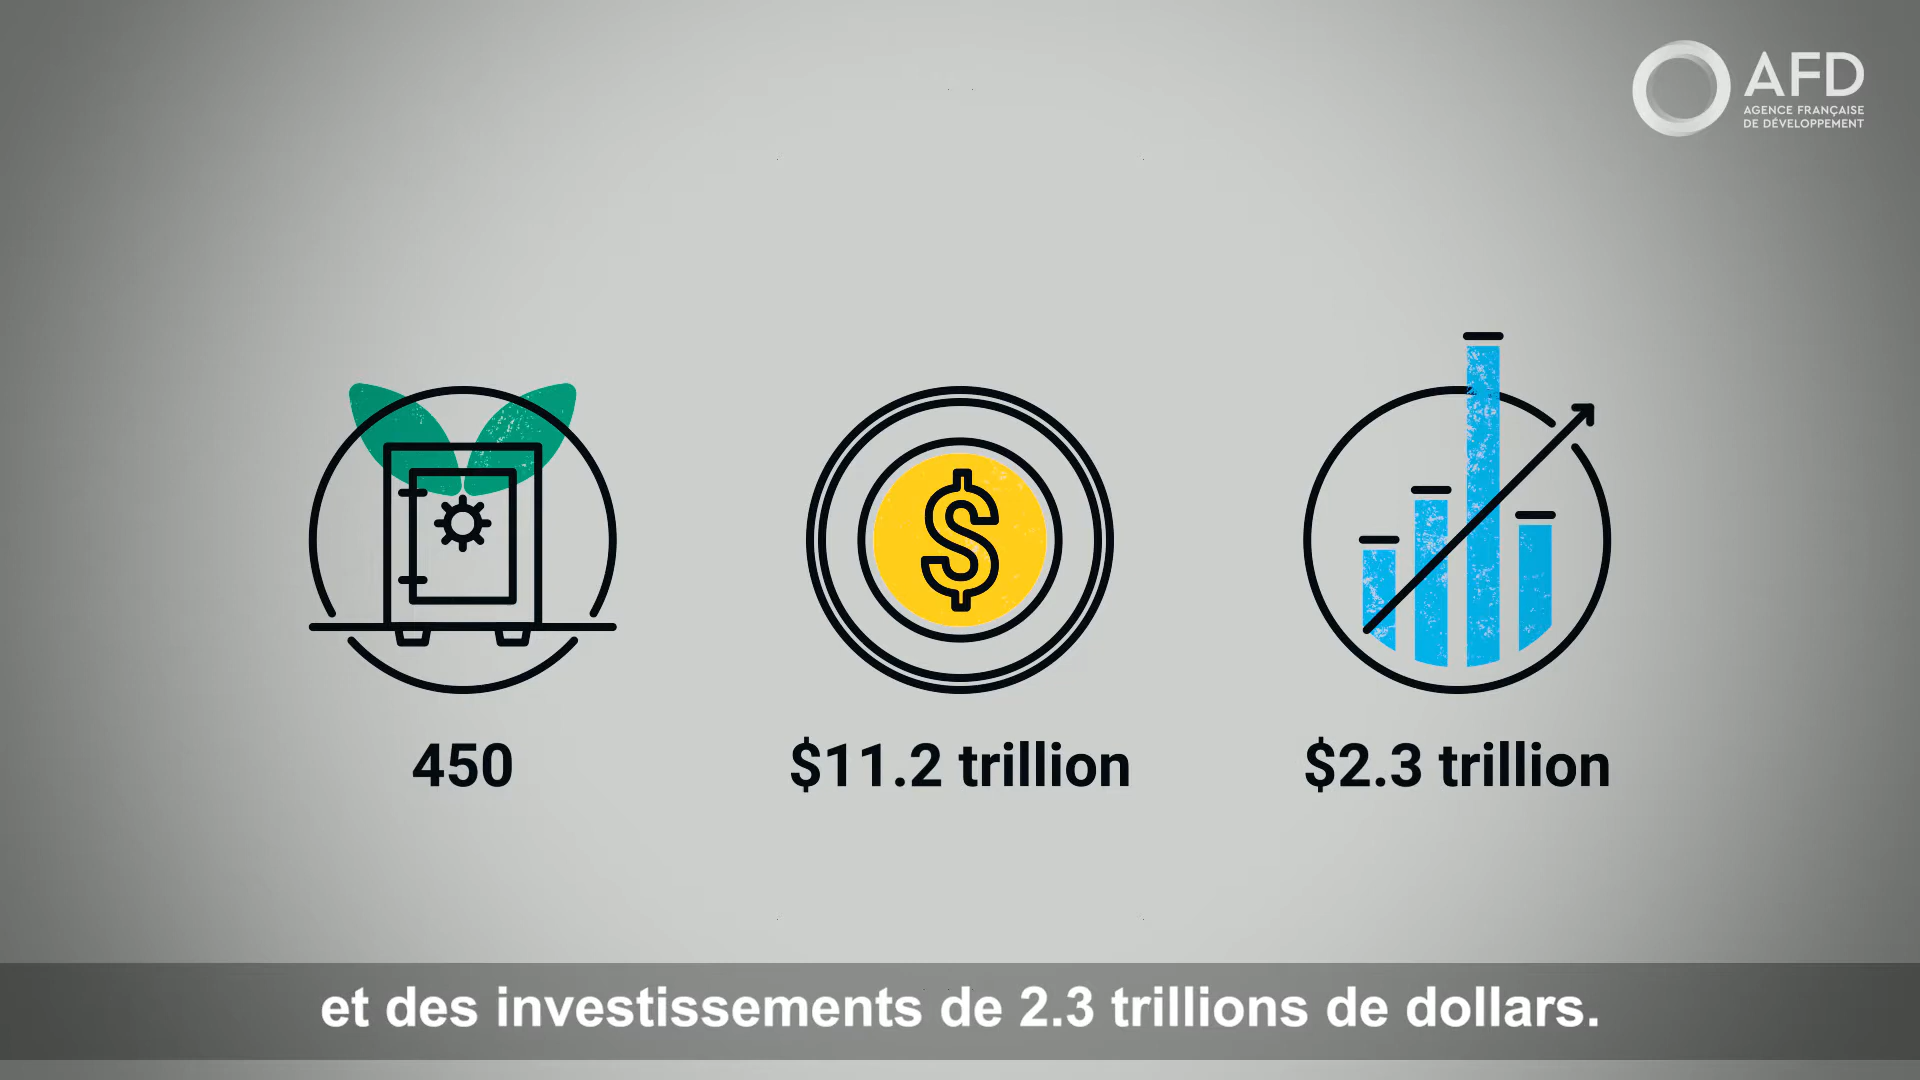 AFD
AGENCE FRANÇAISE
DE DÉVELOPPEMENT
450
$11.2 trillion
$2.3 trillion
et des investissements de 2.3 trillions de dollars.